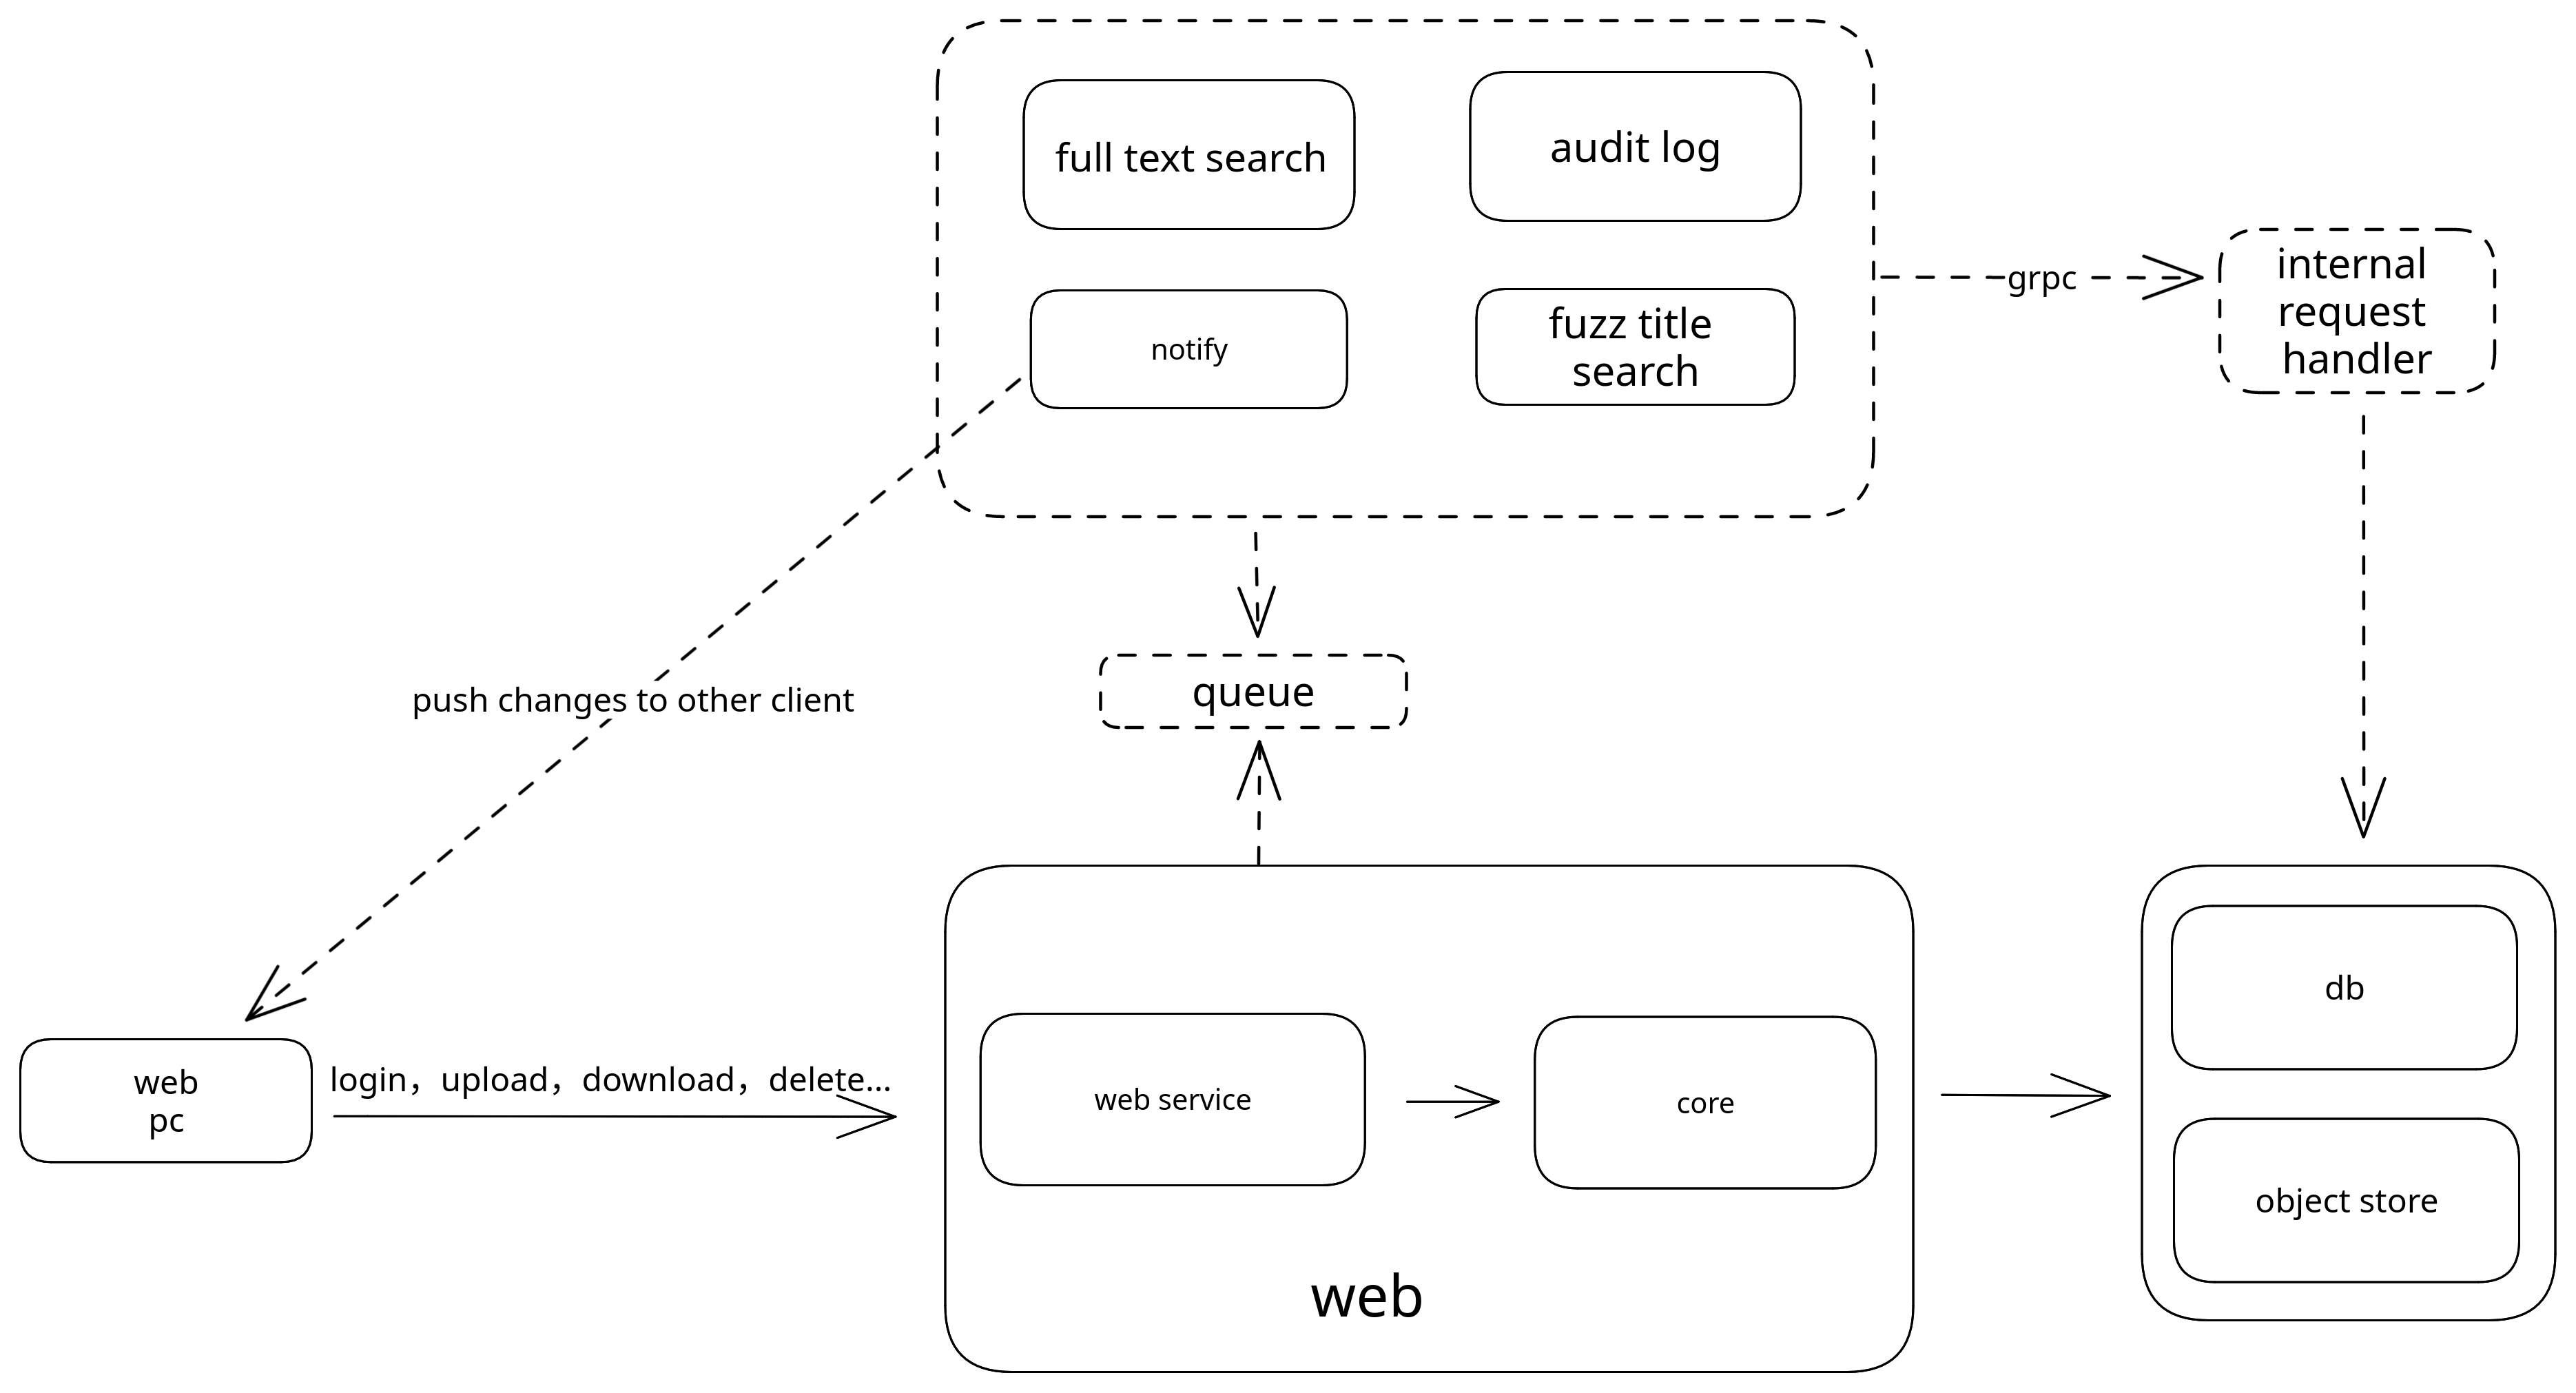 full text search
audit log
notify
fuzz title
search
grpc
internal
request
handler
push changes to other client
queue
web
pc
login，upload，download，delete...
web service
core
web
db
object store